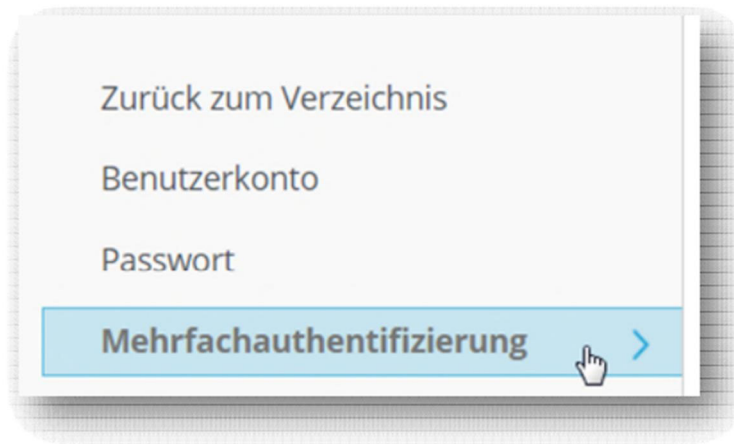 Zurück zum Verzeichnis
Benutzerkonto
Passwort
Mehrfachauthentifizierung